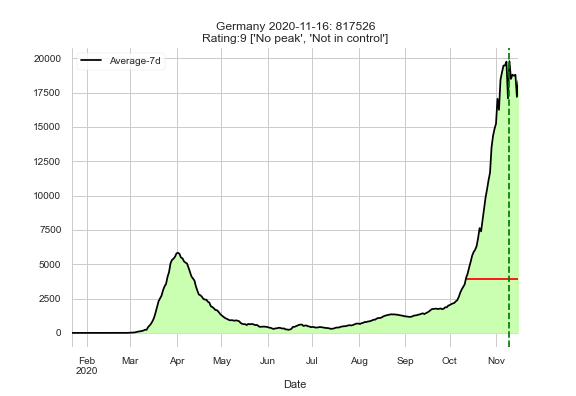 Germany 2020-11-16: 817526
Rating:9 ['No peak', 'Not in control']
Average-7d
20000
17500
15000
12500
10000
7500
5000
2500
0
Feb Mar Apr May Jun Jul Aug Sep Oct Nov
2020
Date